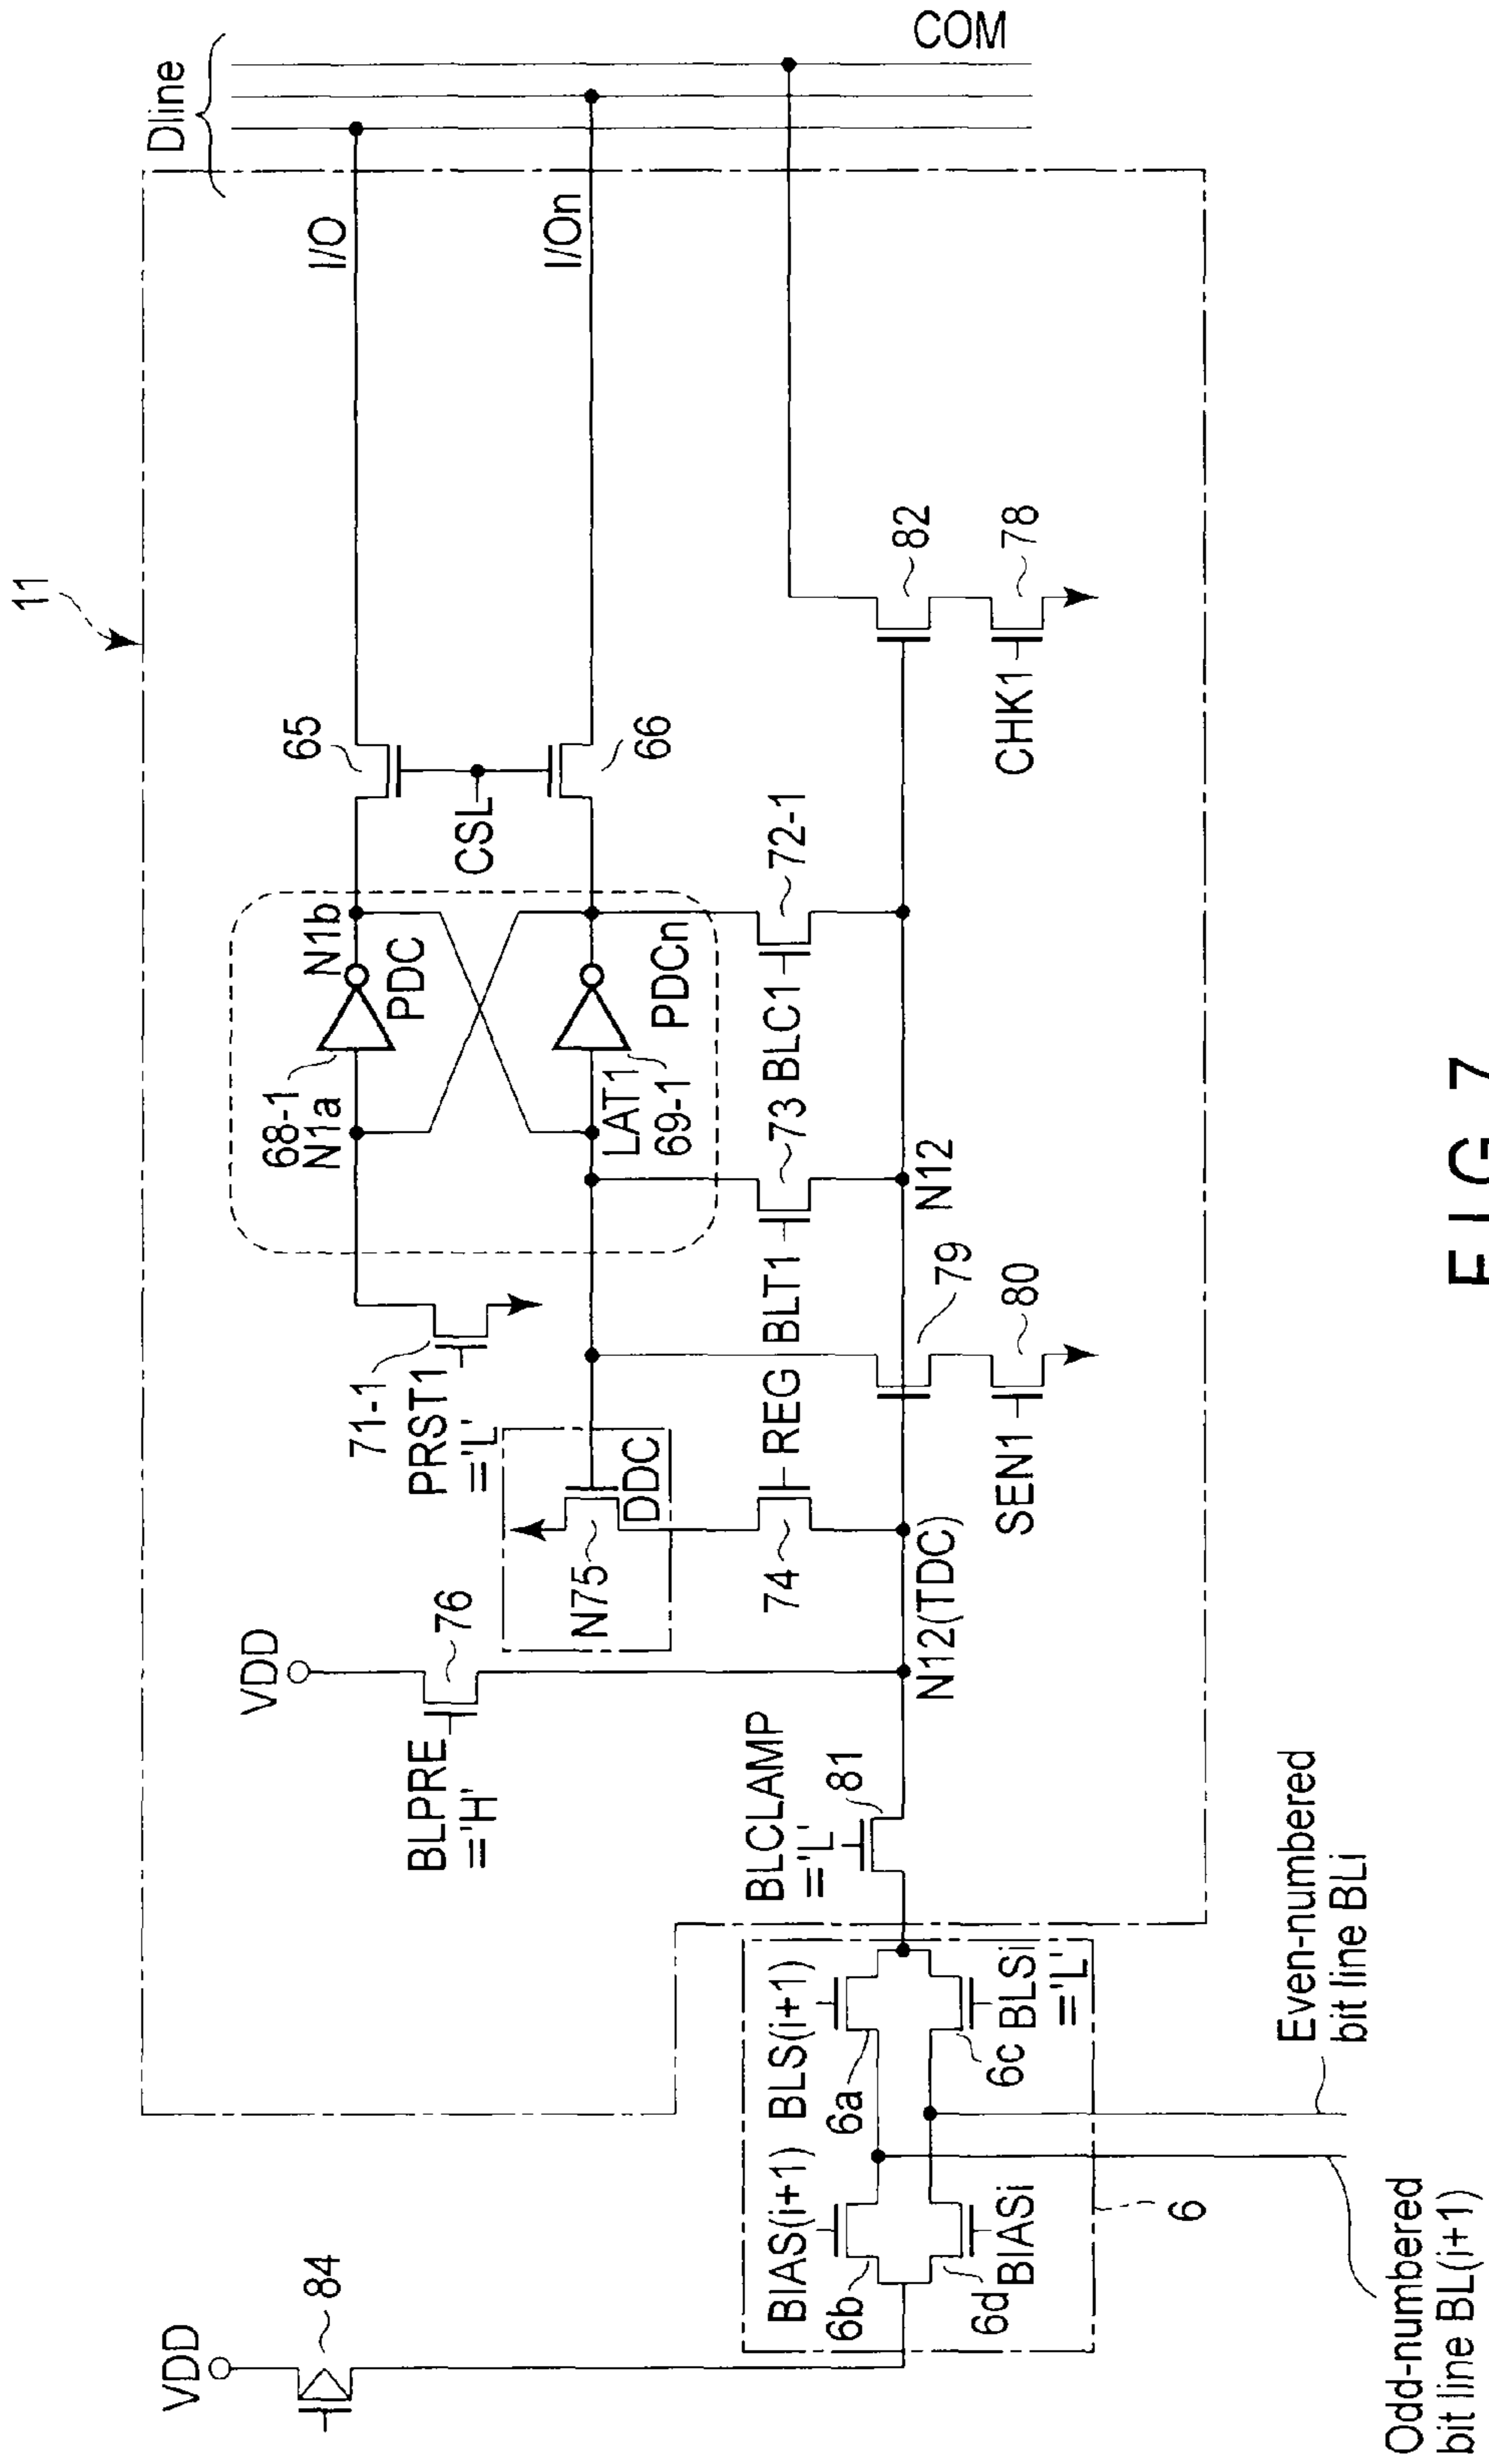 11
Dline
COM
I/O
I/On
65
66
CSL
68-1
N1a
N1b
PDC
LAT1
69-1
PDCn
71-1
PRST1
='L'
VDD
76
BLPRE
='H'
N75
DDC
74
REG
BLT1
73
BLC1
72-1
82
CHK1
78
N12
79
SEN1
80
N12(TDC)
BLCLAMP
='L'
81
VDD
84
BIAS(i+1)
BLS(i+1)
6b
6a
6d
BIASi
6c
BLSi
='L'
6
Even-numbered
bit line BLi
Odd-numbered
bit line BL(i+1)
FIG. 7